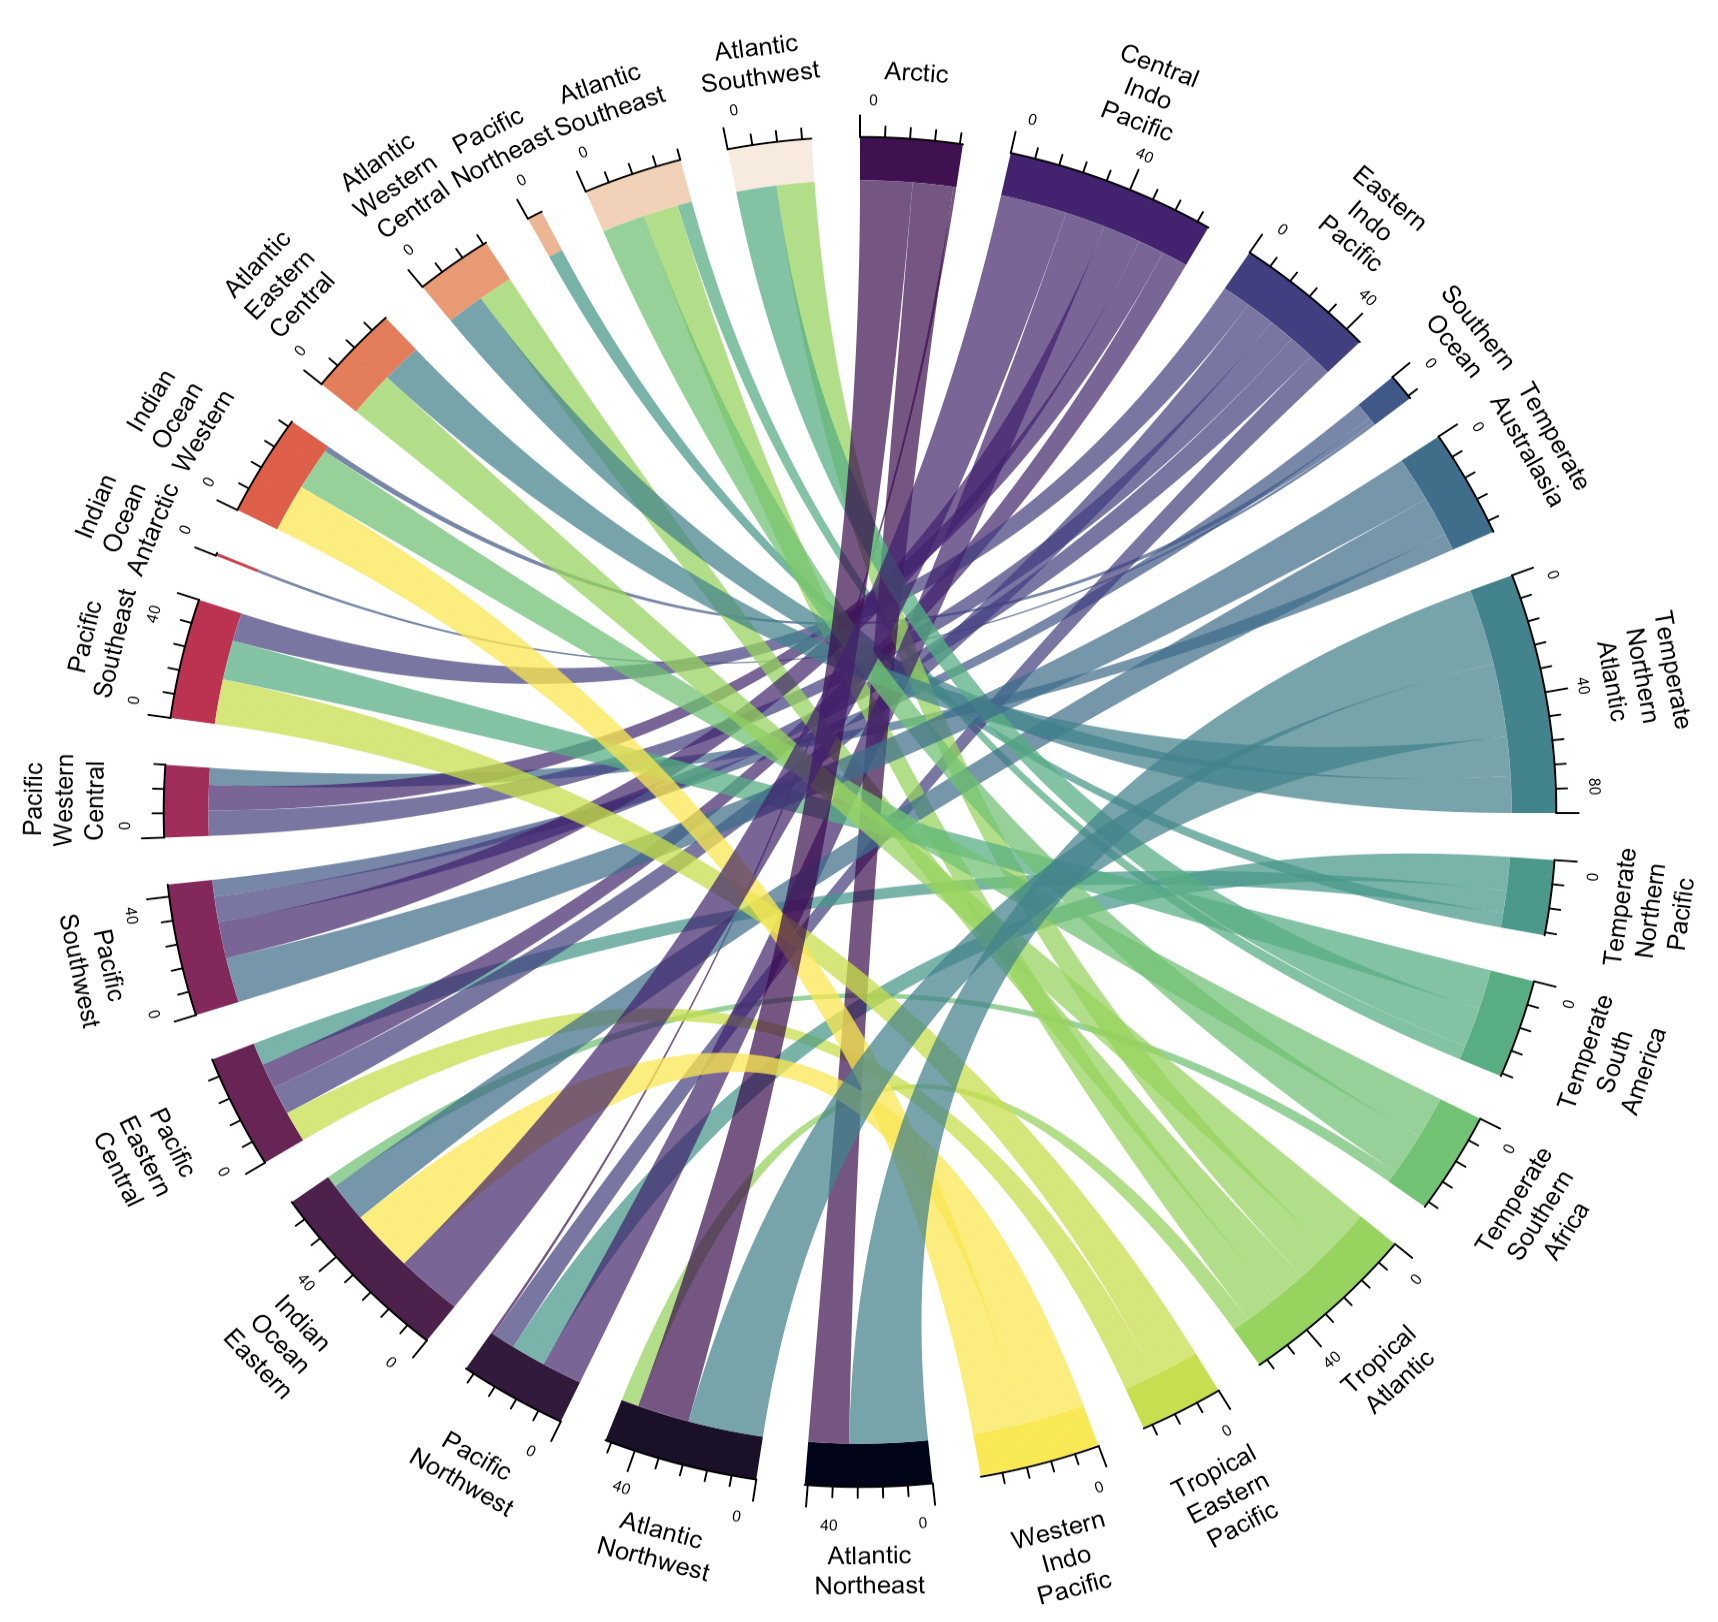 Arctic
0
Central
Indo
Pacific
0
40
Eastern
Indo
Pacific
0
40
Southern
Ocean
0
Temperate
Australasia
0
Temperate
Northern
Atlantic
0
40
80
Temperate
Northern
Pacific
0
Temperate
South
America
0
Temperate
Southern
Africa
0
Tropical
Atlantic
0
40
Tropical
Eastern
Pacific
0
Western
Indo
Pacific
0
Atlantic
Northeast
0
40
Atlantic
Northwest
0
40
Pacific
Northwest
0
Indian
Ocean
Eastern
0
40
Pacific
Eastern
Central
0
Pacific
Southwest
0
40
Pacific
Western
Central
0
Pacific
Southeast
0
40
Indian
Ocean
Antarctic
0
Indian
Ocean
Western
0
Atlantic
Eastern
Central
0
Atlantic
Western
Central
0
Pacific
Northeast
0
Atlantic
Southeast
0
Atlantic
Southwest
0